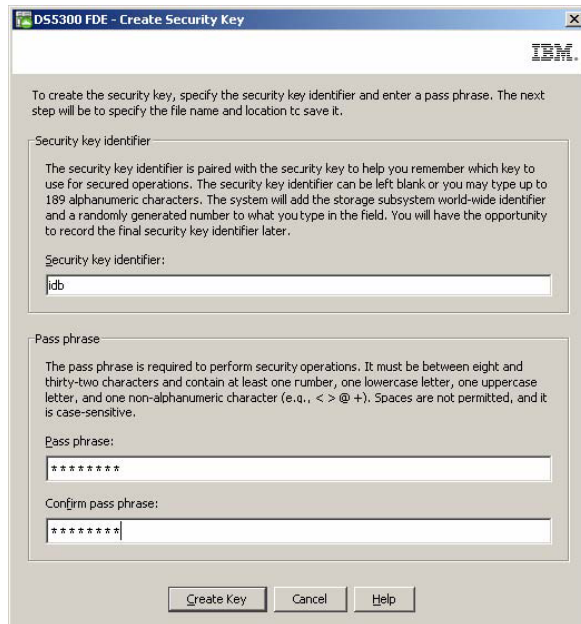 DS5300 FDE - Create Security Key
IBM.
To create the security key, specify the security key identifier and enter a pass phrase. The next
step will be to specify the file name and location tc save it.
Security key identifier
The security key identifier is paired with the security key to help you remember which key to
use for secured operations. The security key identifier can be left blank or you may type up to
189 alphanumeric characters. The system will add the storage subsystem world-wide identifier
and a randomly generated number to what you type in the field. You will have the opportunity
to record the final security key identifier later.
Security key identifier:
idb
Pass phrase
The pass phrase is required to perform security operations. It must be between eight and
thirty-two characters and contain at least one number, one lowercase letter, one uppercase
letter, and one non-alphanumeric character (e.g., < > @ +). Spaces are not permitted, and it
is case-sensitive.
Pass phrase:
********
Confirm pass phrase:
********
Create Key Cancel Help